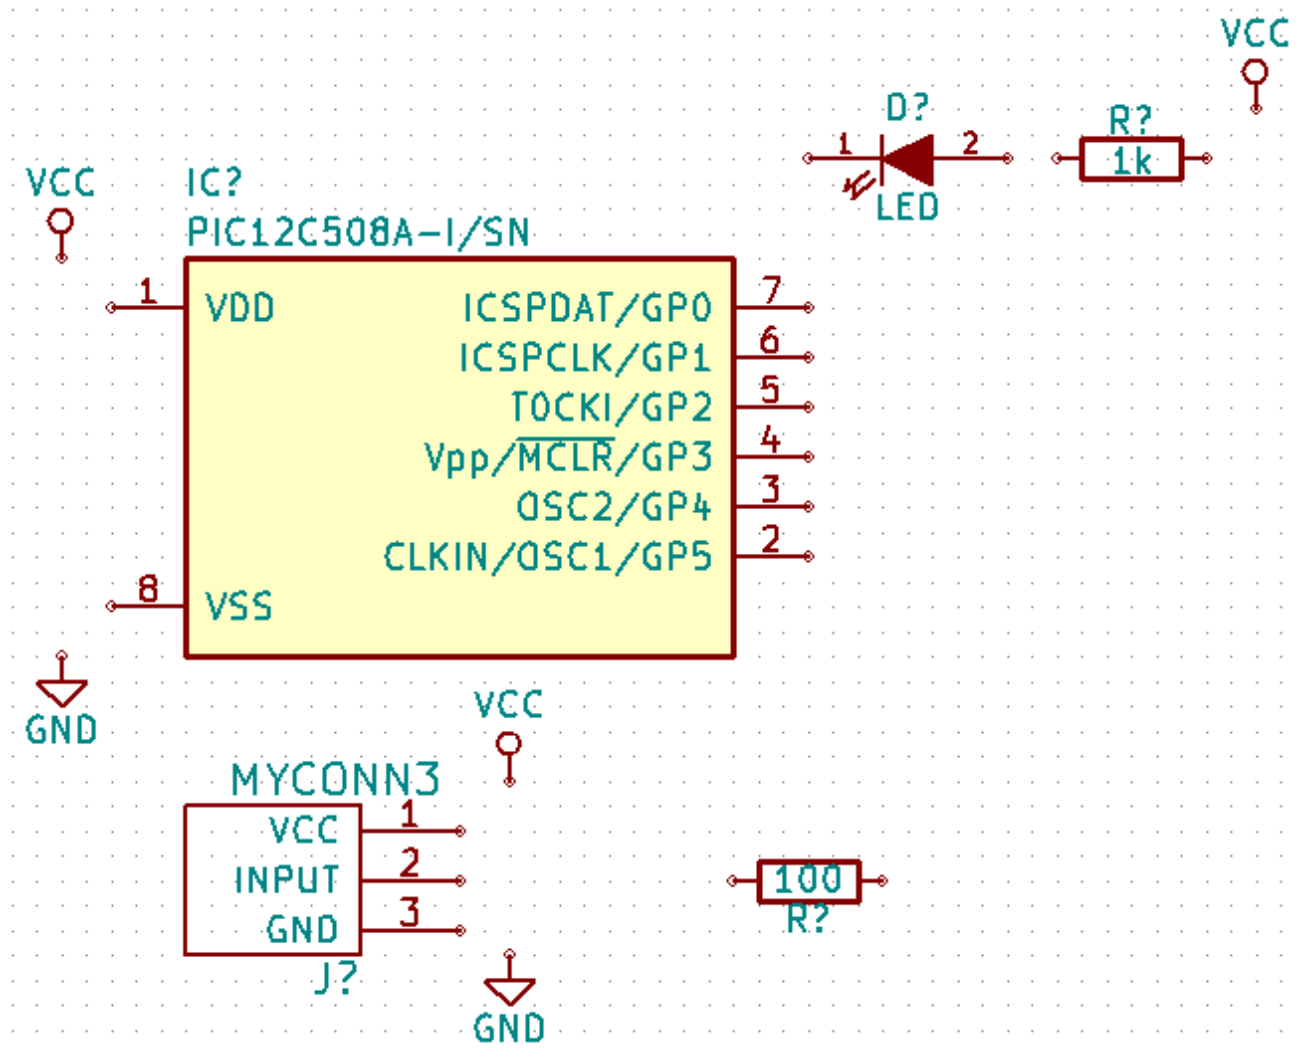 VCC
D?
R?
1 2
1k
LED
VCC
IC?
PIC12C508A-I/SN
1 VDD ICSPDAT/GP0 7
ICSPCLK/GP1 6
T0CKI/GP2 5
Vpp/MCLR/GP3 4
OSC2/GP4 3
CLKIN/OSC1/GP5 2
8 VSS
GND
VCC
MYCONN3
VCC 1
INPUT 2
GND 3
J?
100
R?
GND